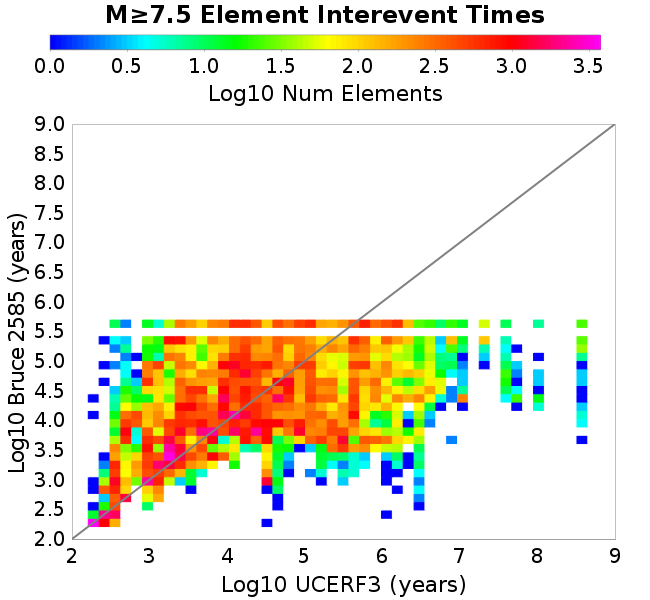 M≥7.5 Element Interevent Times
0.0 0.5 1.0 1.5 2.0 2.5 3.0 3.5
Log10 Num Elements
9.0
8.5
8.0
7.5
7.0
6.5
6.0
5.5
5.0
4.5
4.0
3.5
3.0
2.5
2.0
Log10 Bruce 2585 (years)
2 3 4 5 6 7 8 9
Log10 UCERF3 (years)